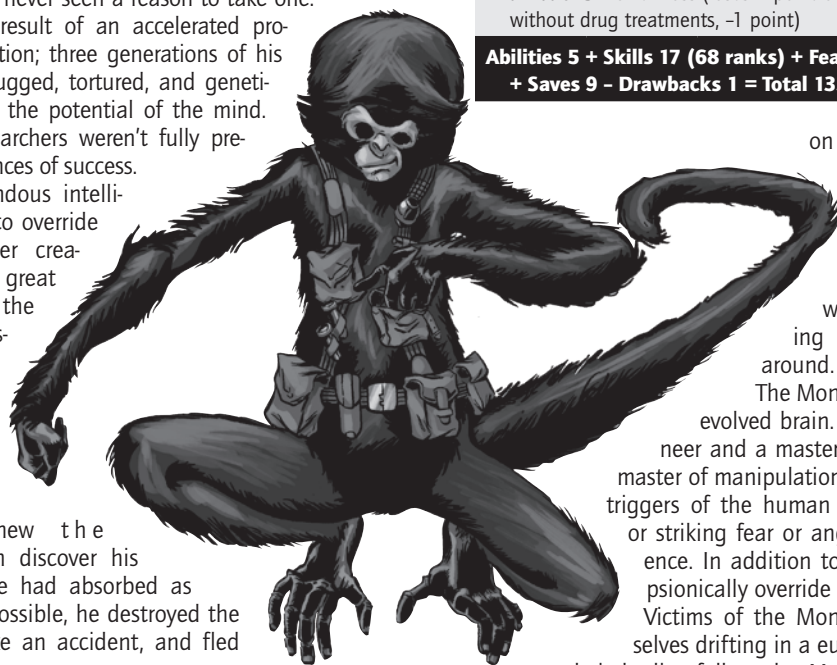 never seen a reason to take one.
result of an accelerated pro-
tion; three generations of his
ugged, tortured, and geneti-
the potential of the mind.
archers weren't fully pre-
nces of success.
ndous intelli-
to override
er crea-
great
the
s-
new the
n discover his
e had absorbed as
ossible, he destroyed the
e an accident, and fled
without drug treatments, –1 point)
Abilities 5 + Skills 17 (68 ranks) + Fea
+ Saves 9 – Drawbacks 1 = Total 13
on
w
ing
around.
The Mon
evolved brain.
neer and a master
master of manipulation
triggers of the human
or striking fear or an
ence. In addition to
psionically override
Victims of the Mon
selves drifting in a eu